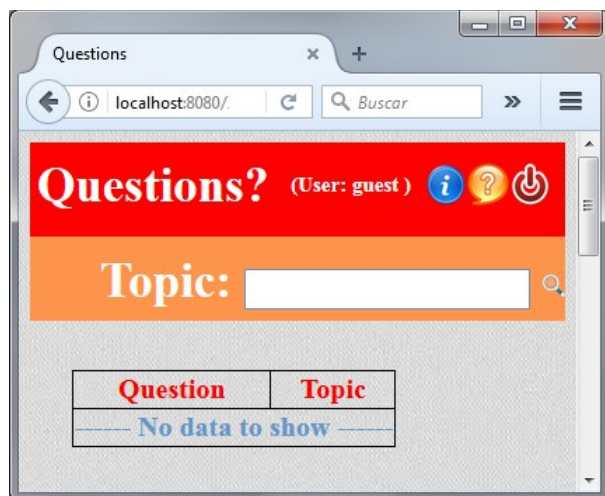 Questions
localhost:8080/.
Buscar
Questions? (User: guest )
Topic:
Question Topic
------ No data to show ------